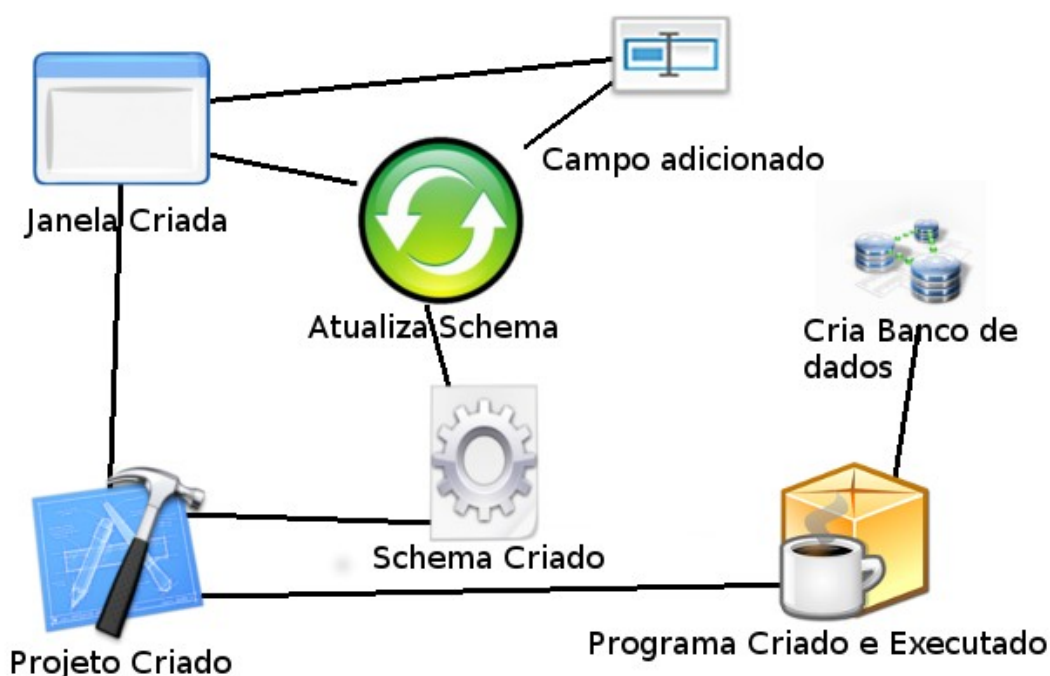 Campo adicionado
Janela Criada
Atualiza Schema
Cria Banco de
dados
Schema Criado
Programa Criado e Executado
Projeto Criado